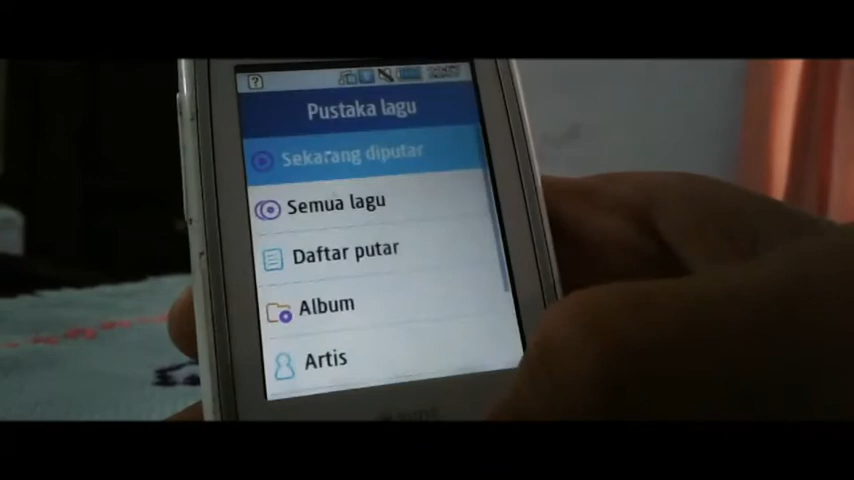 Pustaka lagu
Sekarang diputar
Semua lagu
Daftar putar
Album
Artis